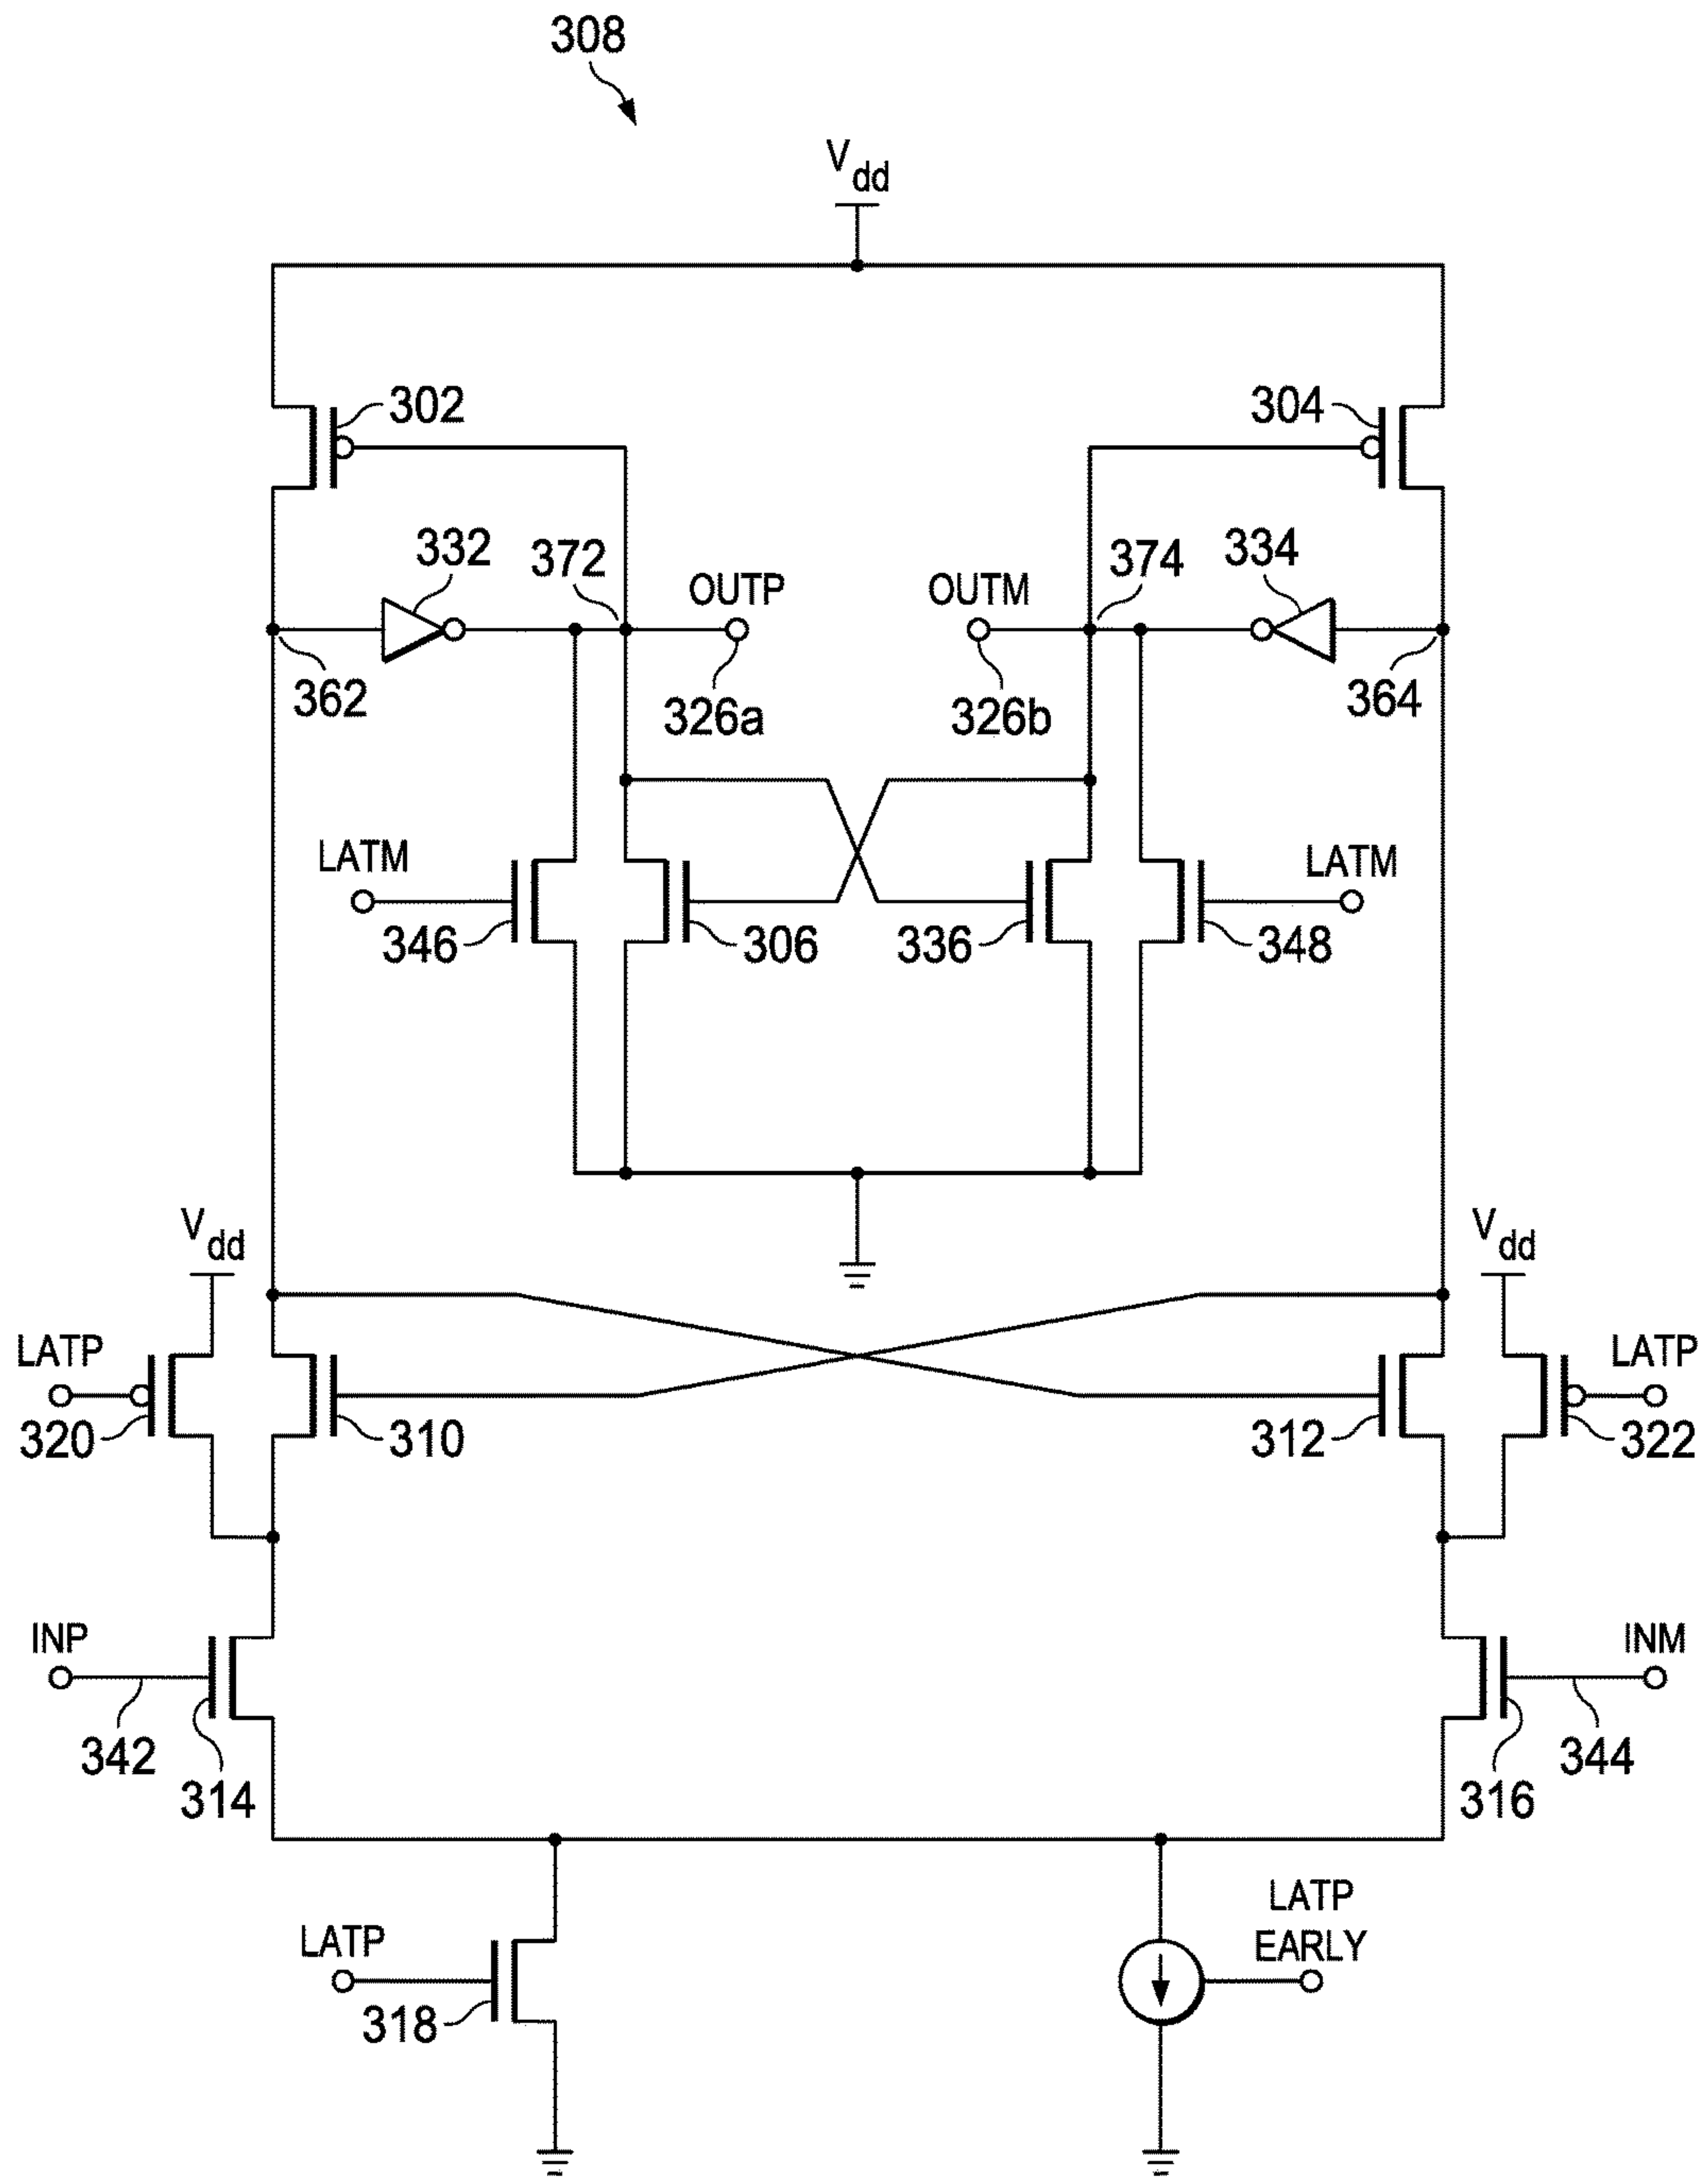 308
Vdd
302
304
332
372
OUTP
OUTM
374
334
362
326a
326b
364
LATM
LATM
346
306
336
348
Vdd
Vdd
LATP
LATP
320
310
312
322
INP
INM
342
314
344
316
LATP
LATP
EARLY
318